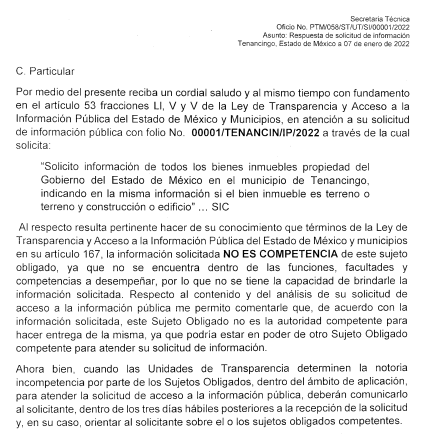 Secretaria Técnica
Oficio No. PTM/058/ST/UT/SI/00001/2022
Asunto: Respuesta de solicitud de información
Tenancingo, Estado de México a 07 de enero de 2022
C. Particular
Por medio del presente reciba un cordial saludo y al mismo tiempo con fundamento
en el artículo 53 fracciones LI, V y V de la Ley de Transparencia y Acceso a la
Información Pública del Estado de México y Municipios, en atención a su solicitud
de información pública con folio No. 00001/TENANCIN/IP/2022 a través de la cual
solicita:
"Solicito información de todos los bienes inmuebles propiedad del
Gobierno del Estado de México en el municipio de Tenancingo,
indicando en la misma información si el bien inmueble es terreno o
terreno y construcción o edificio" ... SIC
Al respecto resulta pertinente hacer de su conocimiento que términos de la Ley de
Transparencia y Acceso a la Información Pública del Estado de México y municipios
en su artículo 167, la información solicitada NO ES COMPETENCIA de este sujeto
obligado, ya que no se encuentra dentro de las funciones, facultades y
competencias a desempeñar, por lo que no se tiene la capacidad de brindarle la
información solicitada. Respecto al contenido y del análisis de su solicitud de
acceso a la información pública me permito comentarle que, de acuerdo con la
información solicitada, este Sujeto Obligado no es la autoridad competente para
hacer entrega de la misma, ya que podría estar en poder de otro Sujeto Obligado
competente para atender su solicitud de información.
Ahora bien, cuando las Unidades de Transparencia determinen la notoria
incompetencia por parte de los Sujetos Obligados, dentro del ámbito de aplicación,
para atender la solicitud de acceso a la información pública, deberán comunicarlo
al solicitante, dentro de los tres días hábiles posteriores a la recepción de la solicitud
y, en su caso, orientar al solicitante sobre el o los sujetos obligados competentes.